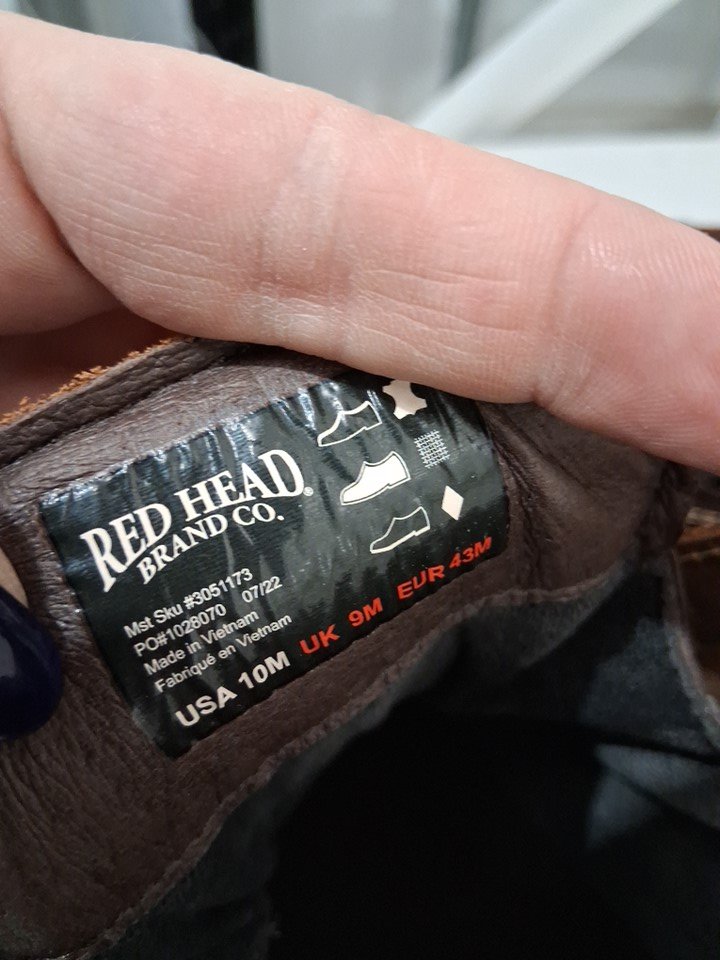 RED HEAD®
BRAND CO.
Mst Sku #3051173
PO#1028070 07/22
Made in Vietnam
Fabriqué en Vietnam
USA 10M UK 9M EUR 43M